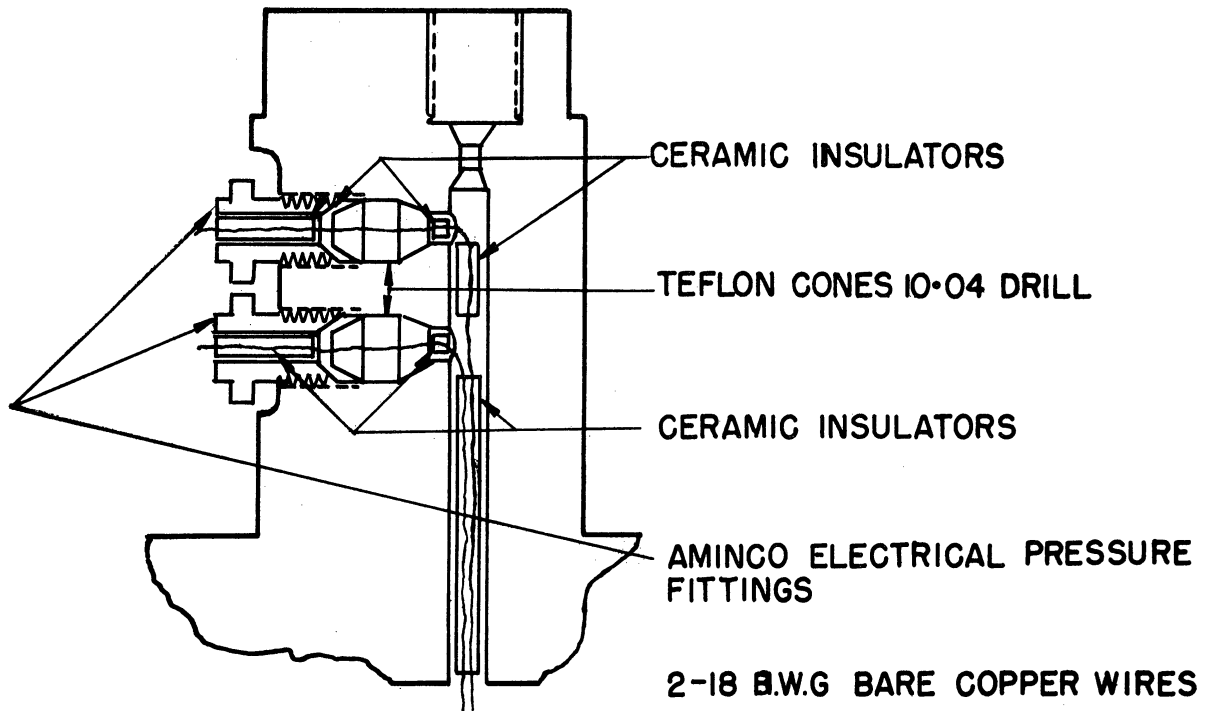 CERAMIC INSULATORS
TEFLON CONES 10·04 DRILL
CERAMIC INSULATORS
AMINCO ELECTRICAL PRESSURE
FITTINGS
2-18 B.W.G BARE COPPER WIRES